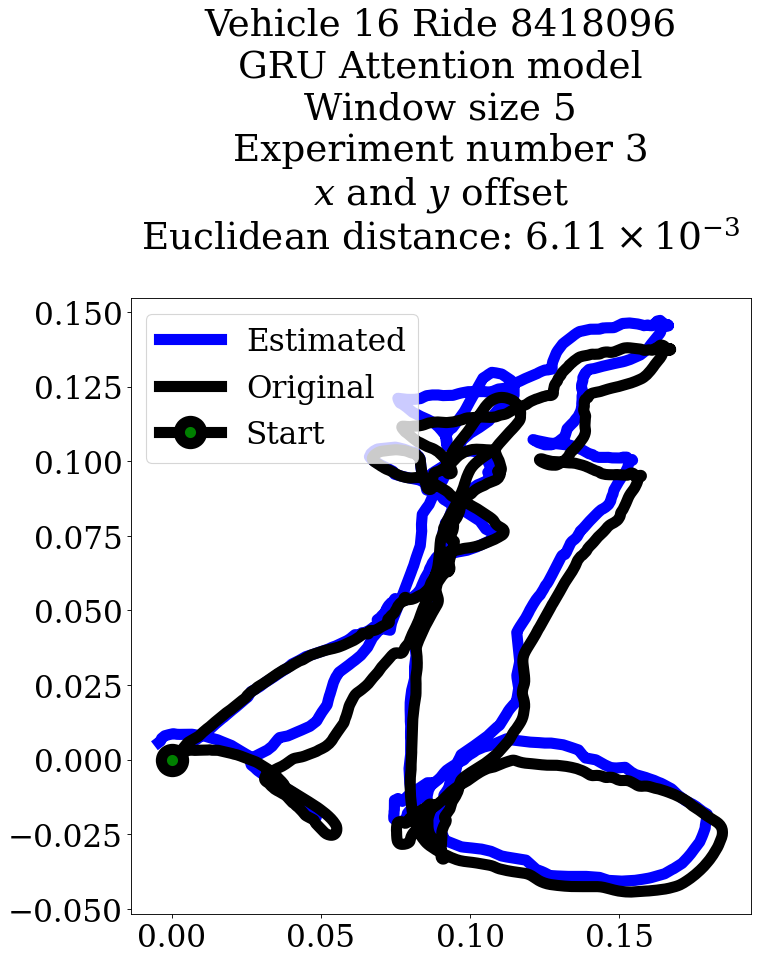 Vehicle 16 Ride 8418096
GRU Attention model
Window size 5
Experiment number 3
x and y offset
Euclidean distance: 6.11 × 10⁻³
0.150
0.125
0.100
0.075
0.050
0.025
0.000
−0.025
−0.050
Estimated
Original
Start
0.00 0.05 0.10 0.15